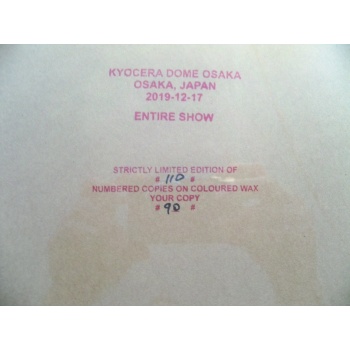 KYOCERA DOME OSAKA
OSAKA, JAPAN
2019-12-17
ENTIRE SHOW
STRICTLY LIMITED EDITION OF
# 110 #
NUMBERED COPIES ON COLOURED WAX
YOUR COPY
# 90 #